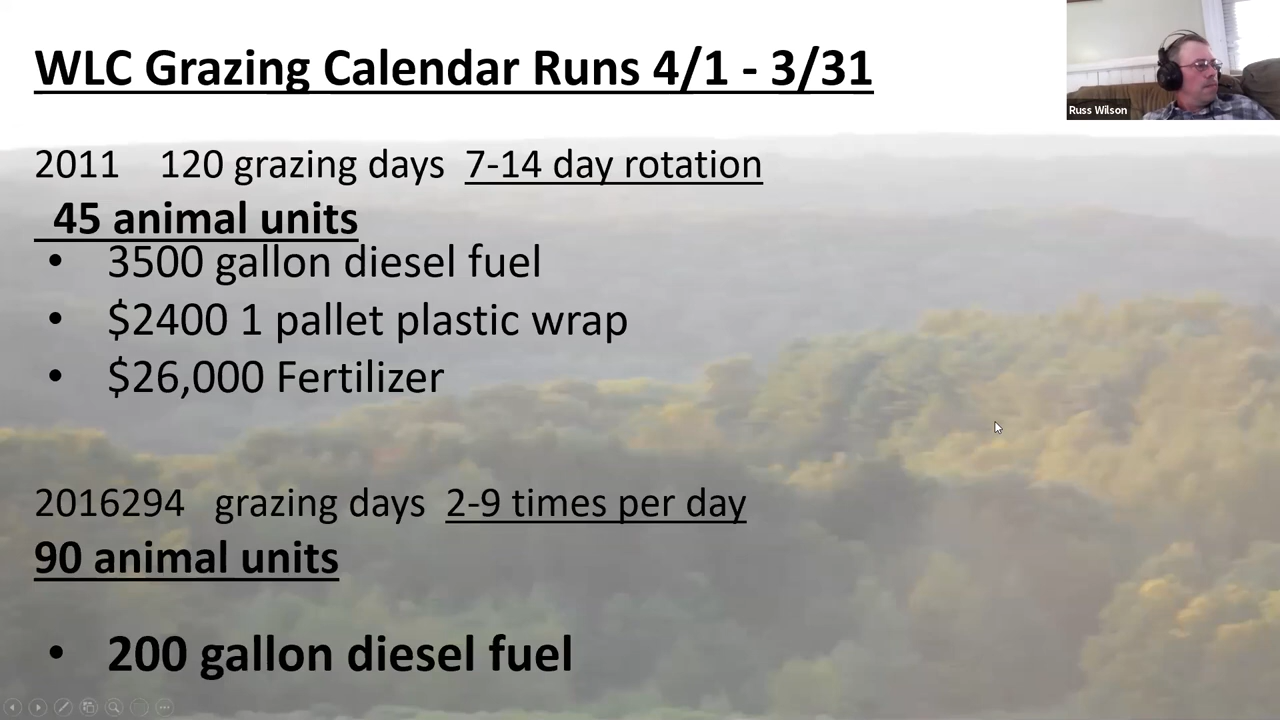 WLC Grazing Calendar Runs 4/1 - 3/31
Russ Wilson
2011 120 grazing days 7-14 day rotation
45 animal units
• 3500 gallon diesel fuel
• $2400 1 pallet plastic wrap
• $26,000 Fertilizer
2016294 grazing days 2-9 times per day
90 animal units
• 200 gallon diesel fuel